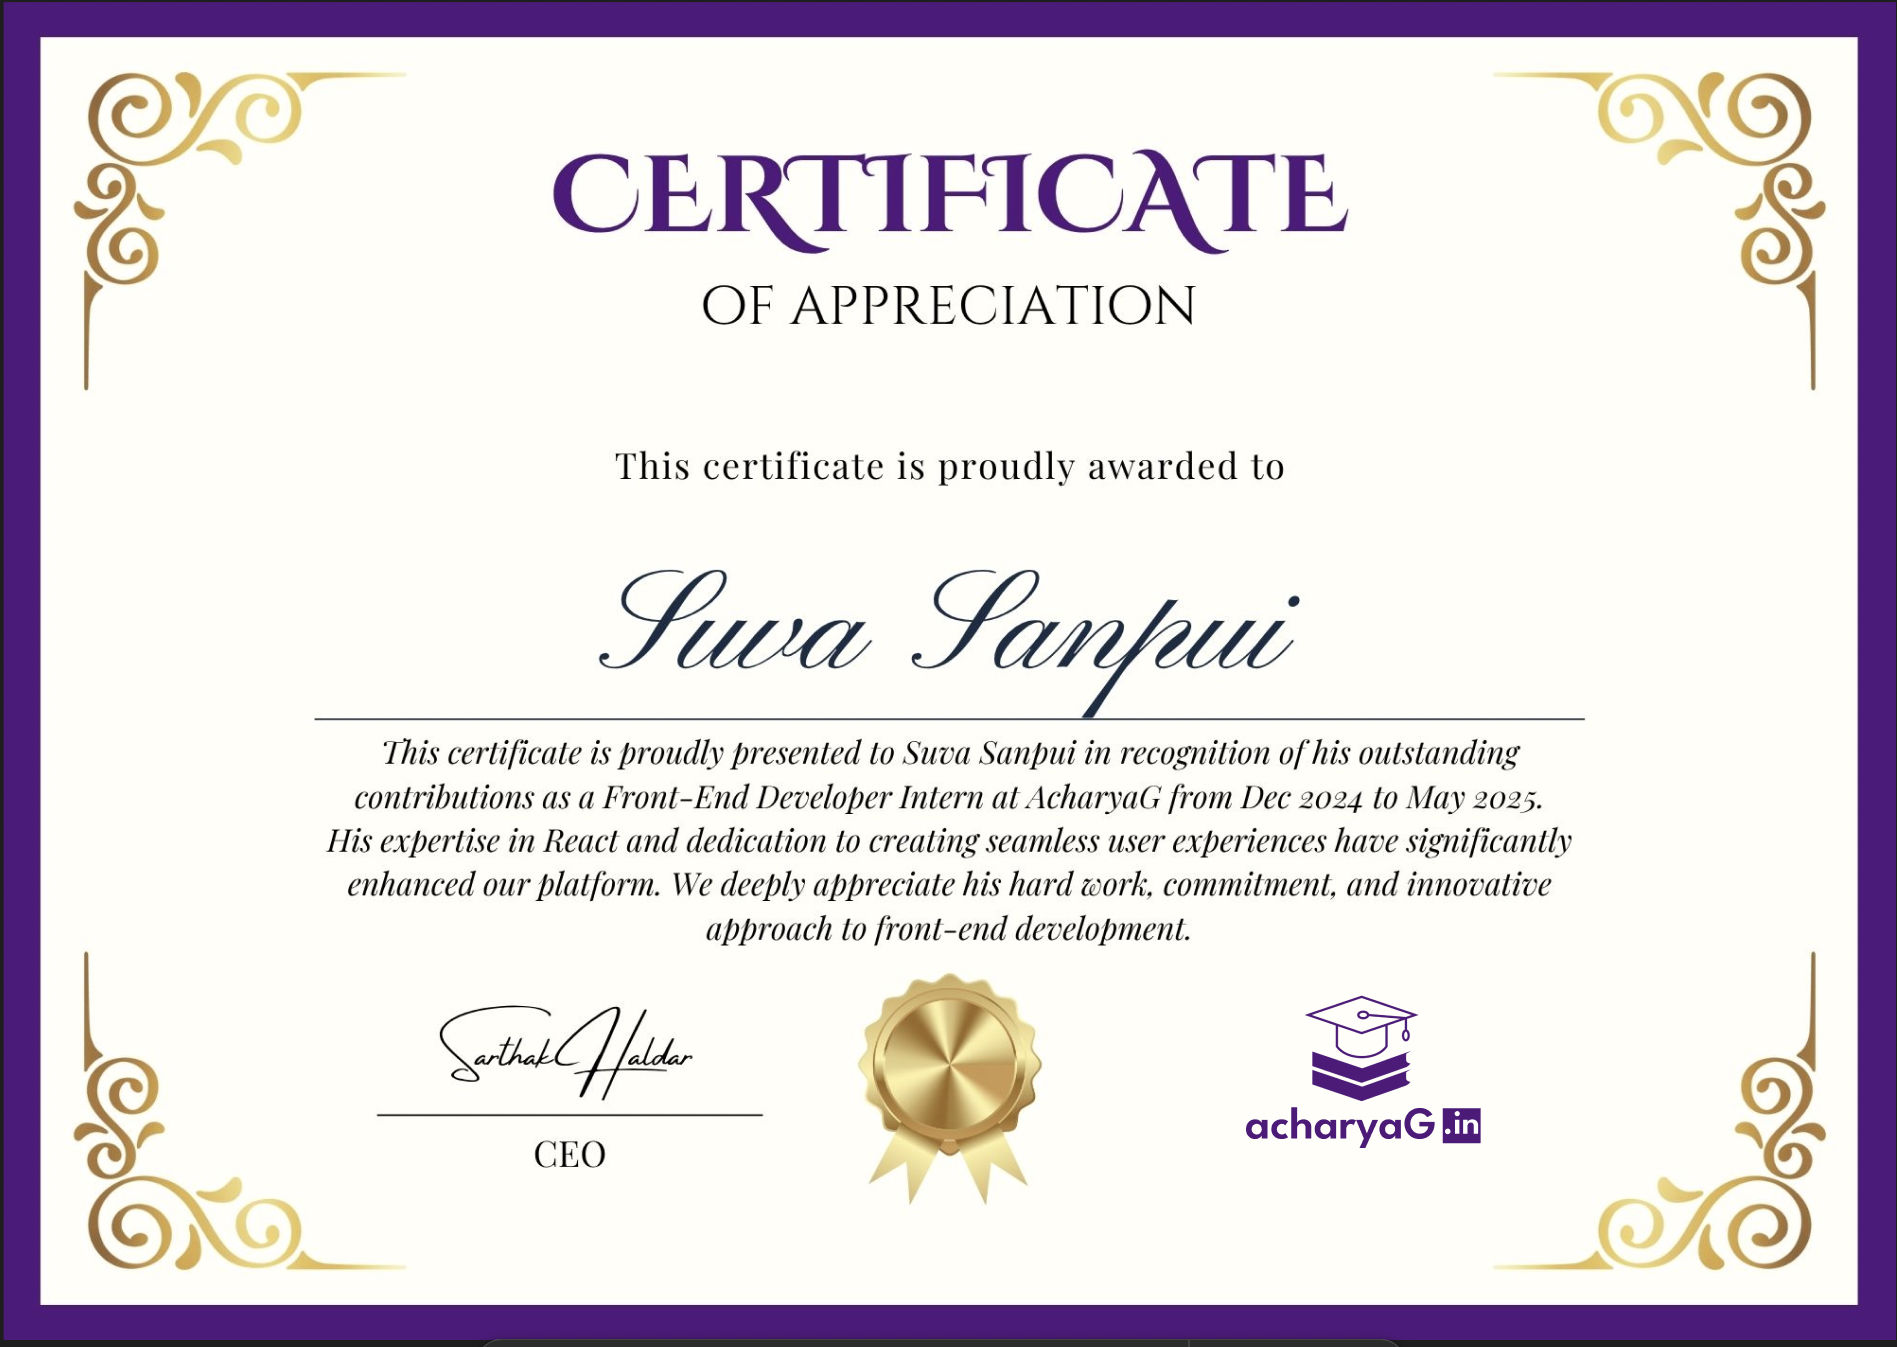 CERTIFICATE
OF APPRECIATION
This certificate is proudly awarded to
Suva Sanpui
This certificate is proudly presented to Suva Sanpui in recognition of his outstanding
contributions as a Front-End Developer Intern at AcharyaG from Dec 2024 to May 2025.
His expertise in React and dedication to creating seamless user experiences have significantly
enhanced our platform. We deeply appreciate his hard work, commitment, and innovative
approach to front-end development.
Sarthak Haldar
CEO
acharyaG.in